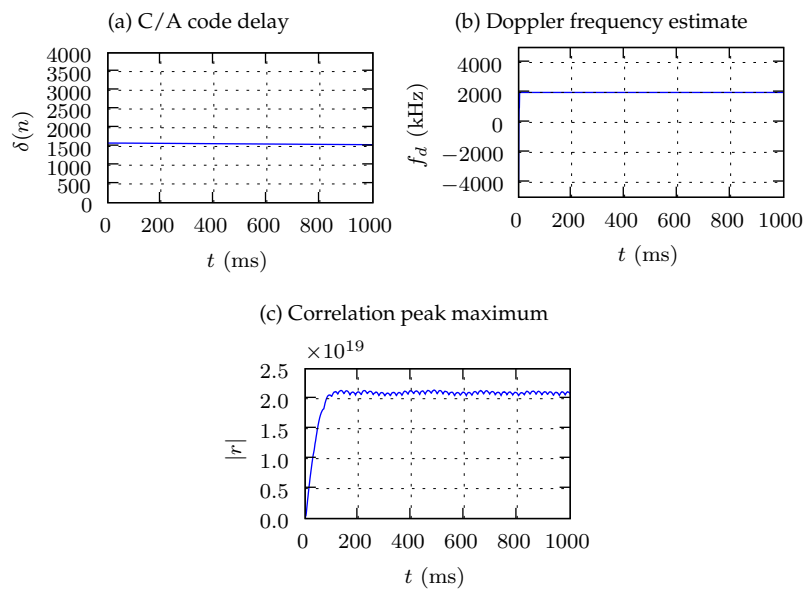 (a) C/A code delay
4000
3500
3000
2500
2000
1500
1000
500
0
δ(n)
0 200 400 600 800 1000
t (ms)
(b) Doppler frequency estimate
4000
2000
0
−2000
−4000
f_d (kHz)
0 200 400 600 800 1000
t (ms)
(c) Correlation peak maximum
×10^19
2.5
2.0
1.5
1.0
0.5
0.0
|r|
0 200 400 600 800 1000
t (ms)